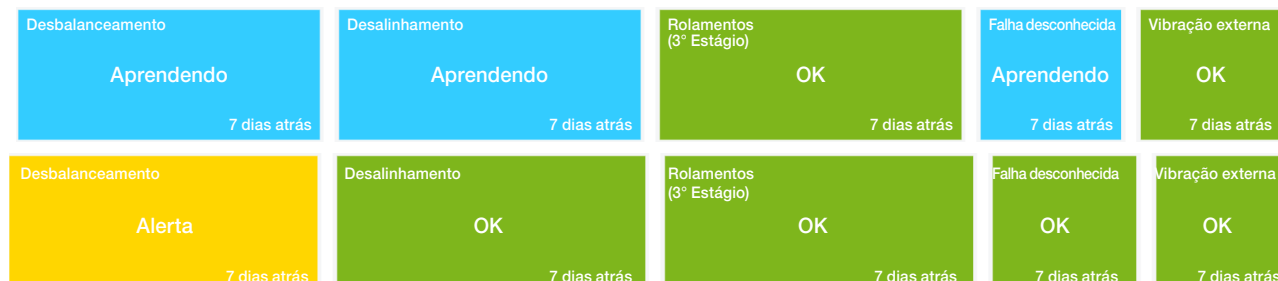 Desbalanceamento
Aprendendo
7 dias atrás
Desalinhamento
Aprendendo
7 dias atrás
Rolamentos
(3° Estágio)
OK
7 dias atrás
Falha desconhecida
Aprendendo
7 dias atrás
Vibração externa
OK
7 dias atrás
Desbalanceamento
Alerta
7 dias atrás
Desalinhamento
OK
7 dias atrás
Rolamentos
(3° Estágio)
OK
7 dias atrás
Falha desconhecida
OK
7 dias atrás
Vibração externa
OK
7 dias atrás